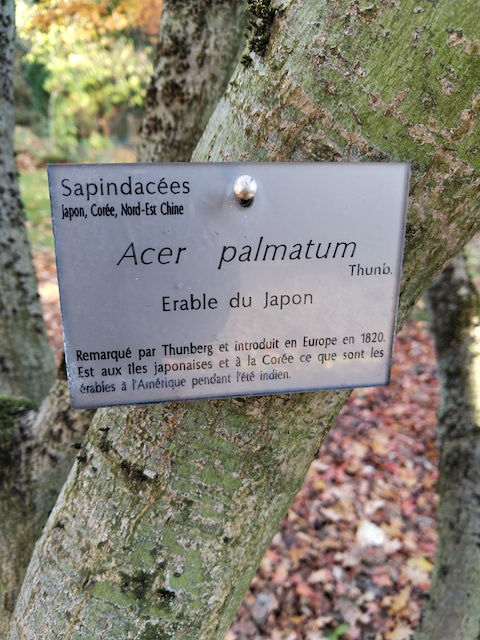 Sapindacées
Japon, Corée, Nord-Est Chine
Acer palmatum
Thunb.
Erable du Japon
Remarqué par Thunberg et introduit en Europe en 1820.
Est aux îles japonaises et à la Corée ce que sont les
érables à l'Amérique pendant l'été indien.